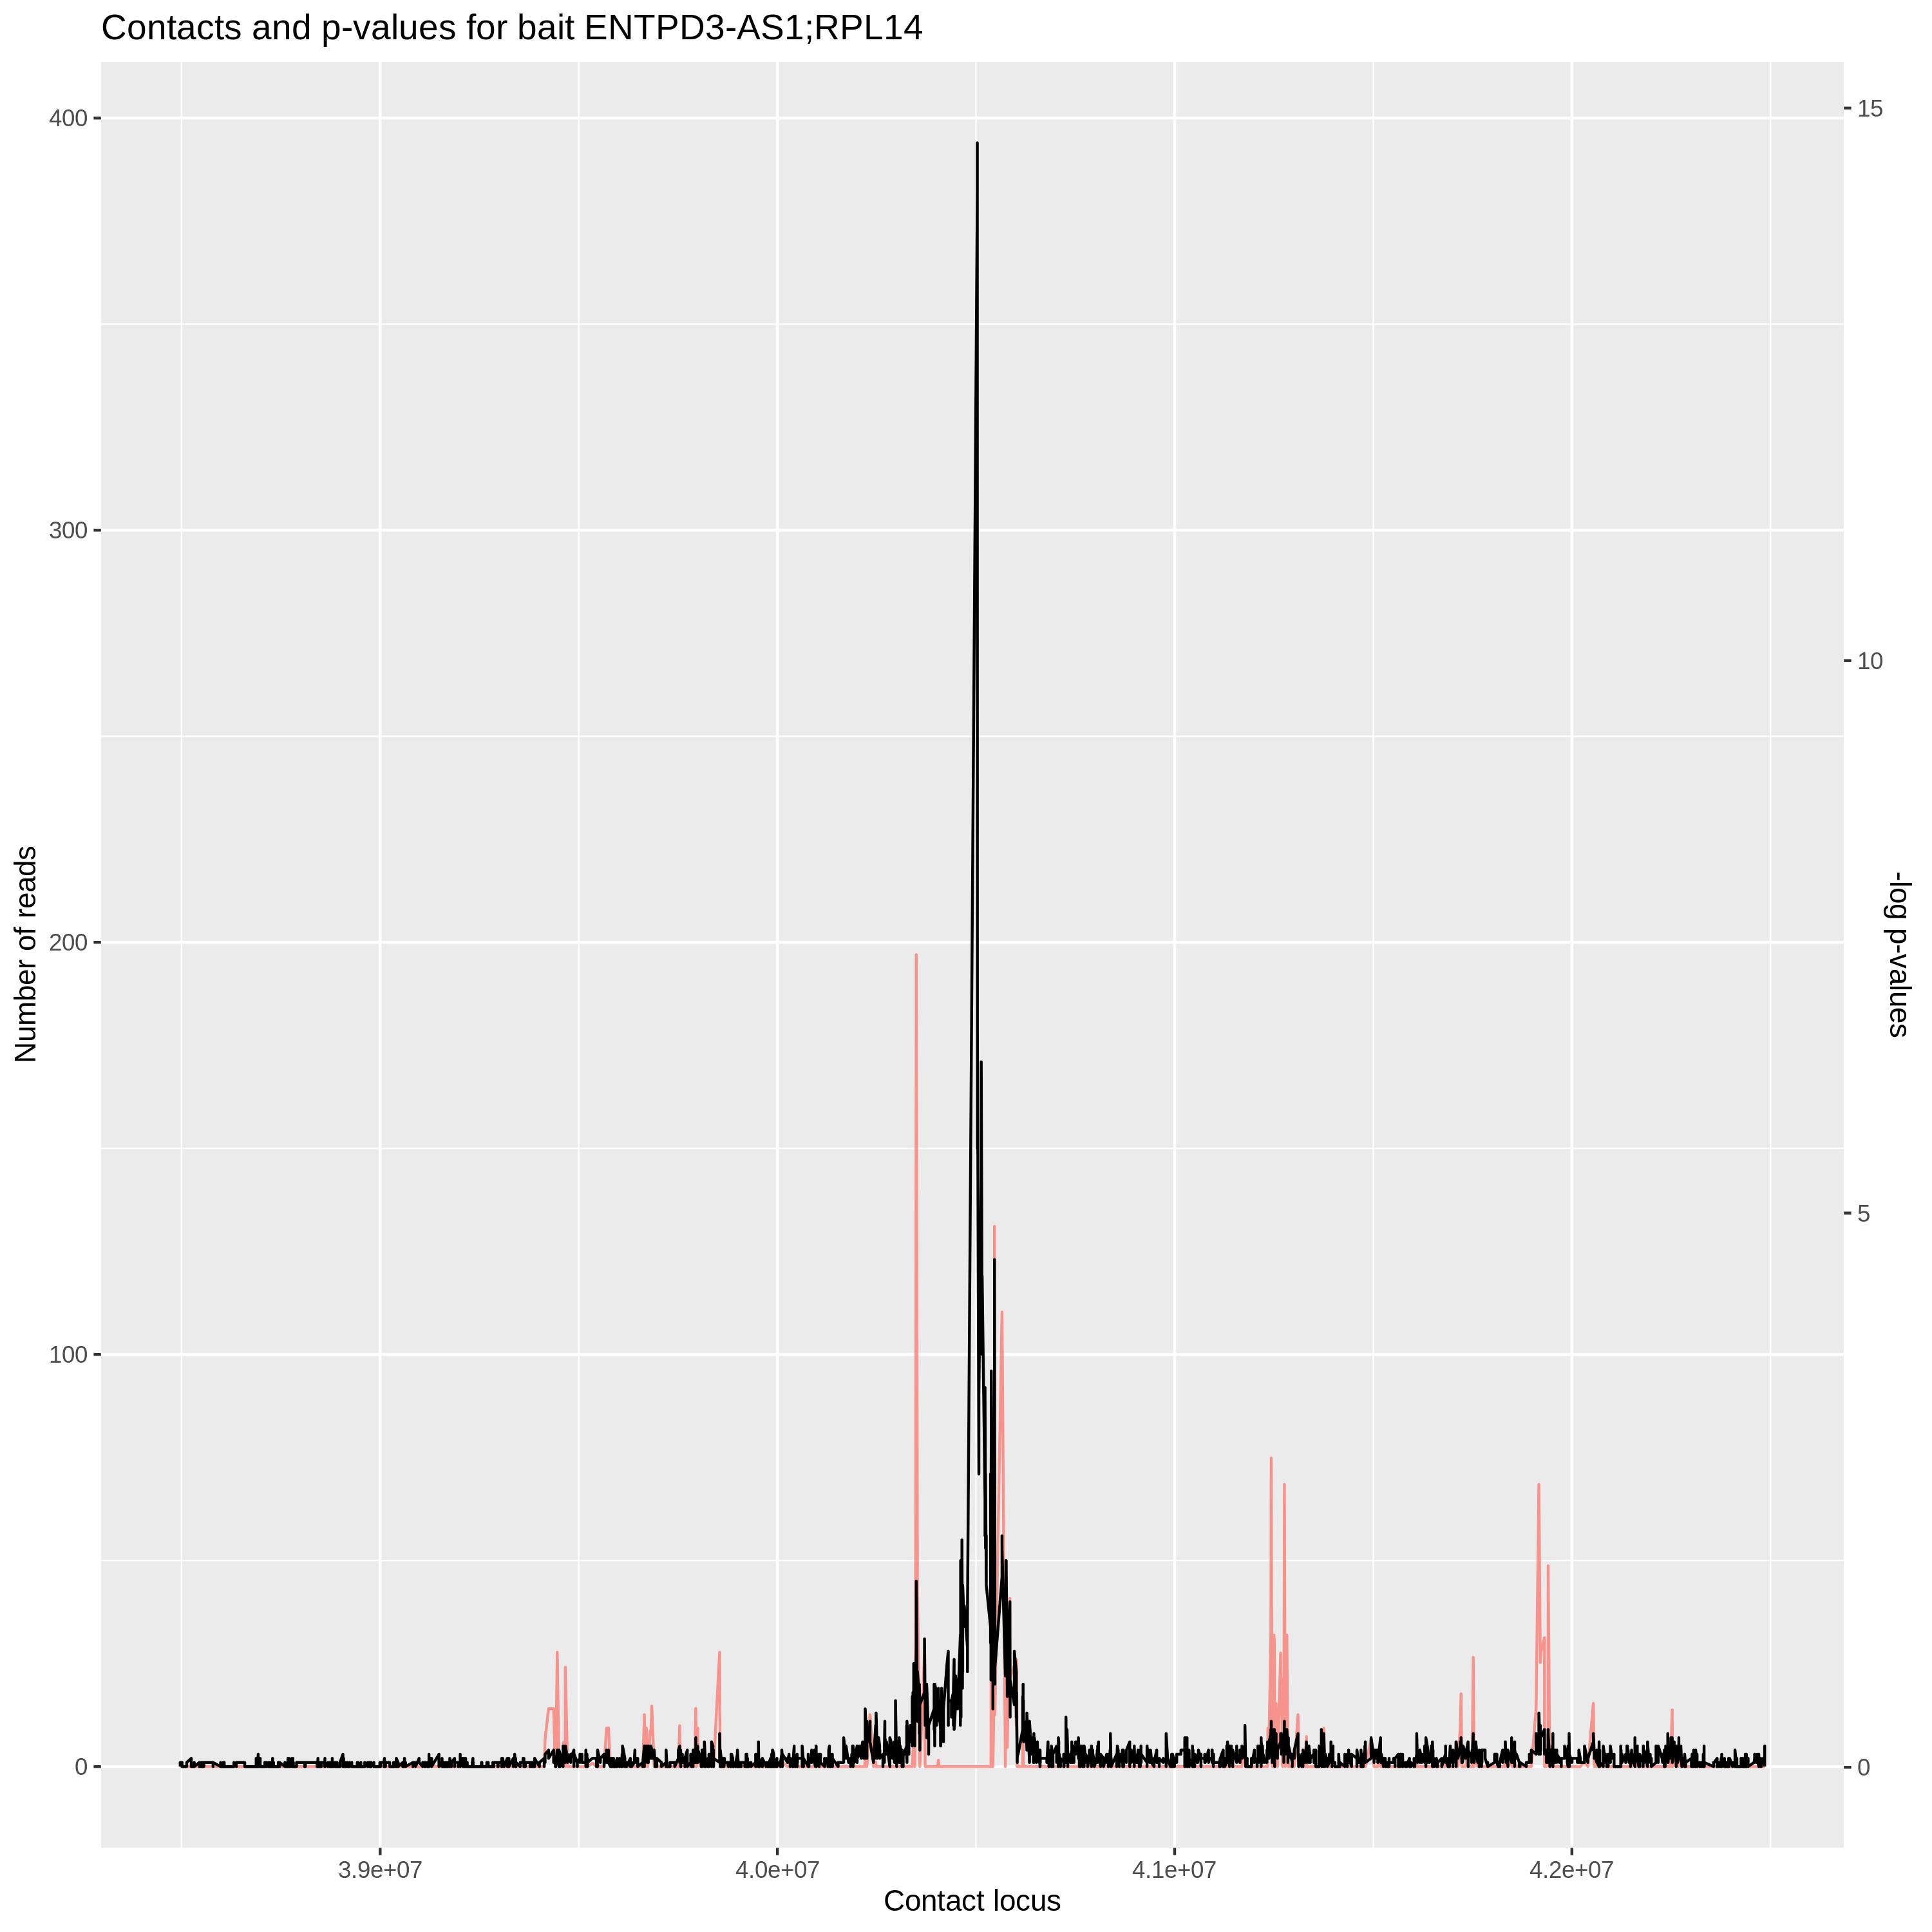 Contacts and p-values for bait ENTPD3-AS1;RPL14
400
300
200
100
0
15
10
5
0
Number of reads
-log p-values
3.9e+07 4.0e+07 4.1e+07 4.2e+07
Contact locus